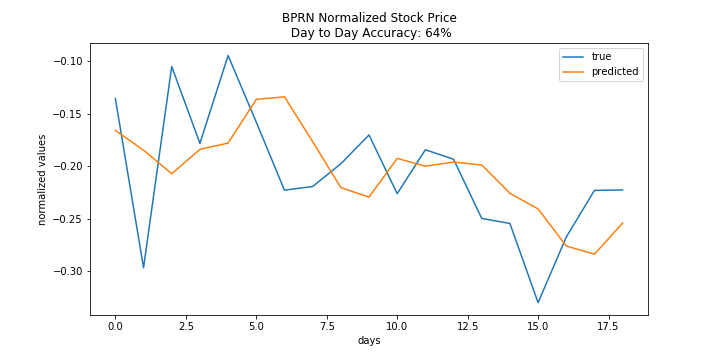 BPRN Normalized Stock Price
Day to Day Accuracy: 64%
true
predicted
normalized values
−0.10
−0.15
−0.20
−0.25
−0.30
0.0
2.5
5.0
7.5
10.0
12.5
15.0
17.5
days